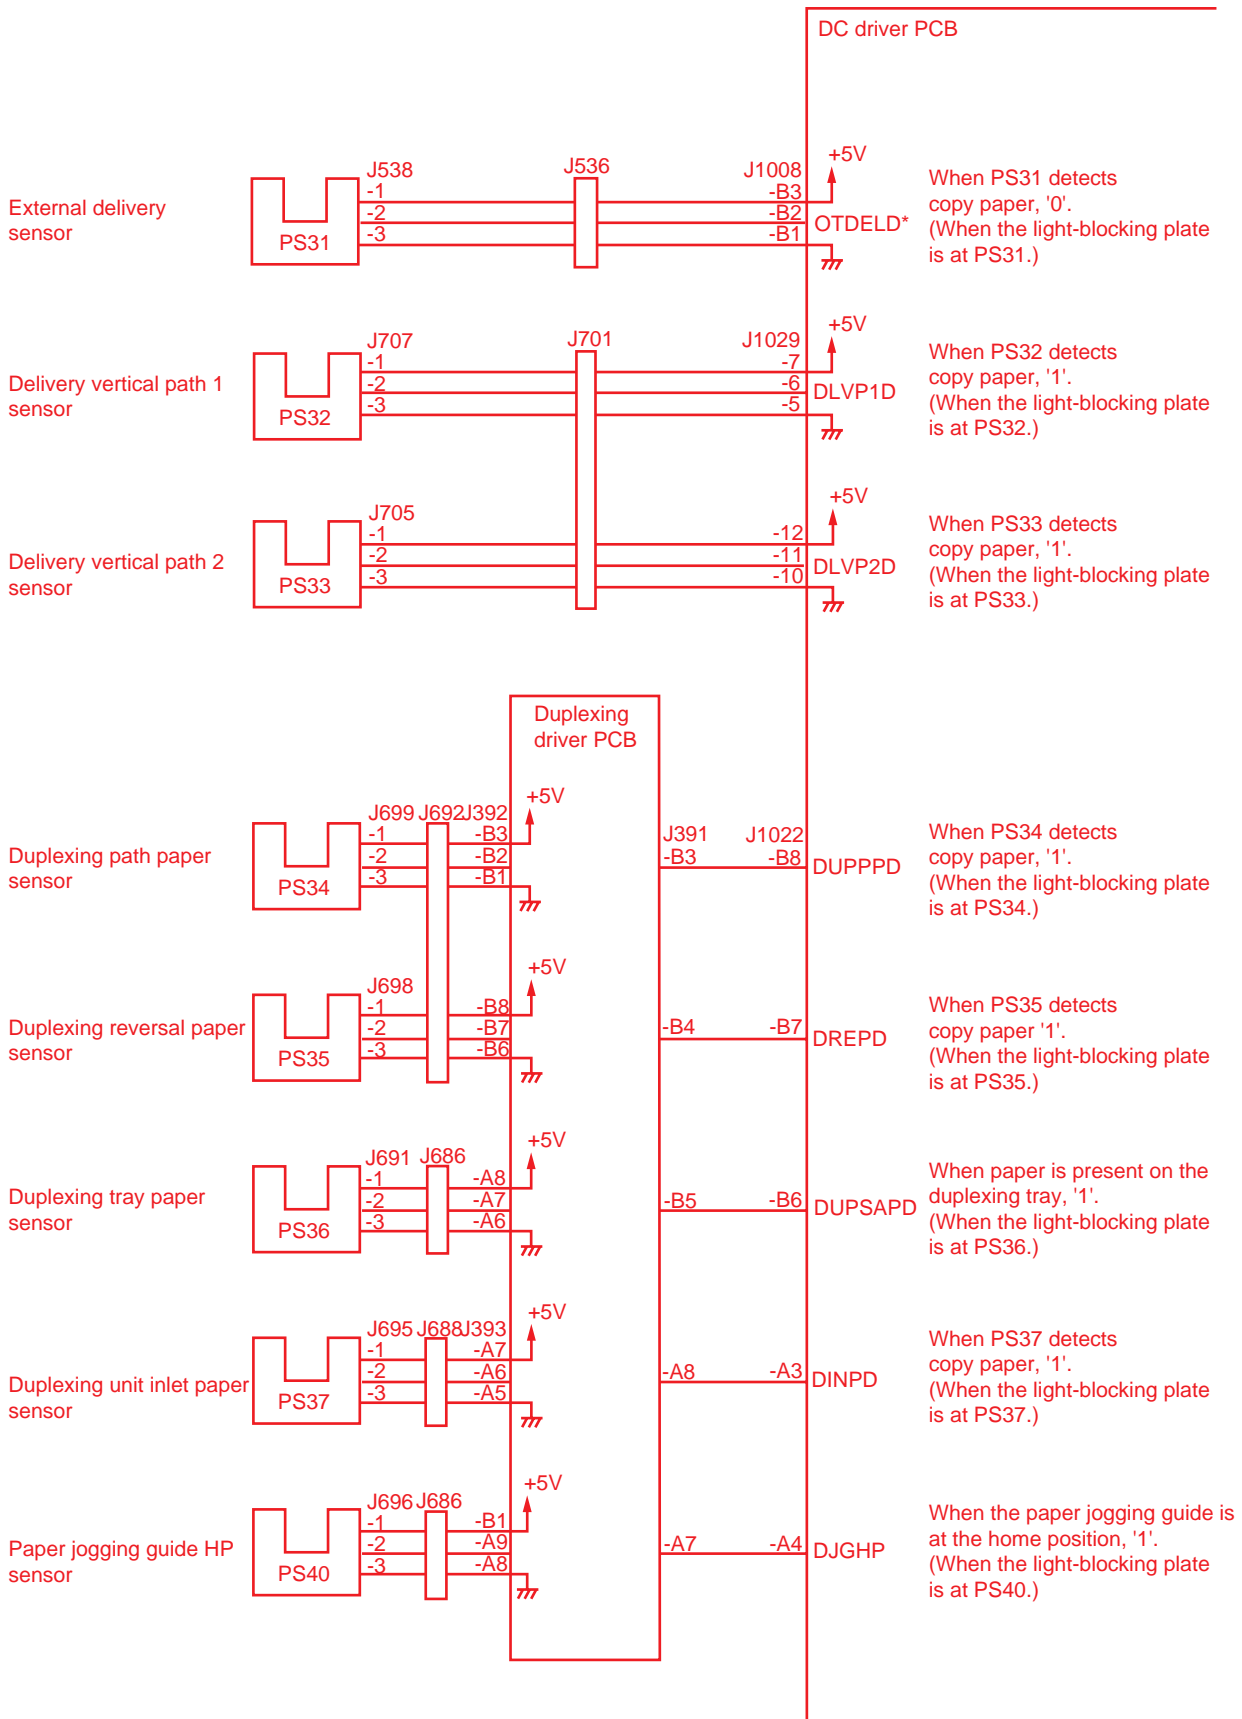 DC driver PCB
External delivery
sensor
PS31
J538
-1
-2
-3
J536
J1008
-B3
-B2
-B1
+5V
OTDELD*
When PS31 detects
copy paper, '0'.
(When the light-blocking plate
is at PS31.)
Delivery vertical path 1
sensor
PS32
J707
-1
-2
-3
J701
J1029
-7
-6
-5
+5V
DLVP1D
When PS32 detects
copy paper, '1'.
(When the light-blocking plate
is at PS32.)
Delivery vertical path 2
sensor
PS33
J705
-1
-2
-3
-12
-11
-10
+5V
DLVP2D
When PS33 detects
copy paper, '1'.
(When the light-blocking plate
is at PS33.)
Duplexing
driver PCB
Duplexing path paper
sensor
PS34
J699
-1
-2
-3
J692
J392
-B3
-B2
-B1
+5V
J391
-B3
J1022
-B8
DUPPPD
When PS34 detects
copy paper, '1'.
(When the light-blocking plate
is at PS34.)
Duplexing reversal paper
sensor
PS35
J698
-1
-2
-3
-B8
-B7
-B6
+5V
-B4
-B7
DREPD
When PS35 detects
copy paper '1'.
(When the light-blocking plate
is at PS35.)
Duplexing tray paper
sensor
PS36
J691
-1
-2
-3
J686
-A8
-A7
-A6
+5V
-B5
-B6
DUPSAPD
When paper is present on the
duplexing tray, '1'.
(When the light-blocking plate
is at PS36.)
Duplexing unit inlet paper
sensor
PS37
J695
-1
-2
-3
J688
J393
-A7
-A6
-A5
+5V
-A8
-A3
DINPD
When PS37 detects
copy paper, '1'.
(When the light-blocking plate
is at PS37.)
Paper jogging guide HP
sensor
PS40
J696
-1
-2
-3
J686
-B1
-A9
-A8
+5V
-A7
-A4
DJGHP
When the paper jogging guide is
at the home position, '1'.
(When the light-blocking plate
is at PS40.)